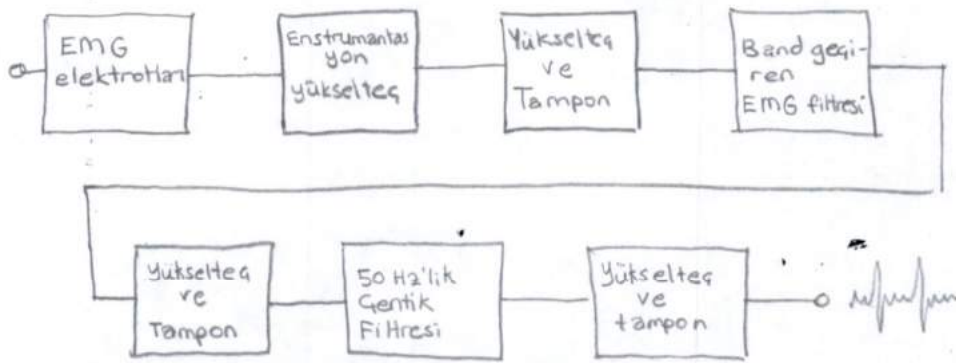 EMG
elektrotları
Enstrumantas
yon
yükselteç
Yükselteç
ve
Tampon
Band geçi-
ren
EMG filtresi
Yükselteç
ve
Tampon
50 Hz'lik
Çentik
Filtresi
Yükselteç
ve
tampon